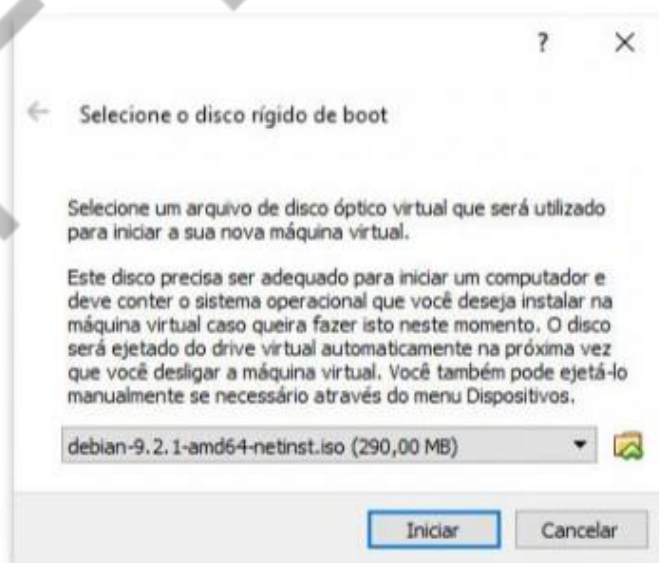 ?
Selecione o disco rígido de boot
Selecione um arquivo de disco óptico virtual que será utilizado
para iniciar a sua nova máquina virtual.
Este disco precisa ser adequado para iniciar um computador e
deve conter o sistema operacional que você deseja instalar na
máquina virtual caso queira fazer isto neste momento. O disco
será ejetado do drive virtual automaticamente na próxima vez
que você desligar a máquina virtual. Você também pode ejetá-lo
manualmente se necessário através do menu Dispositivos.
debian-9.2.1-amd64-netinst.iso (290,00 MB)
Iniciar Cancelar